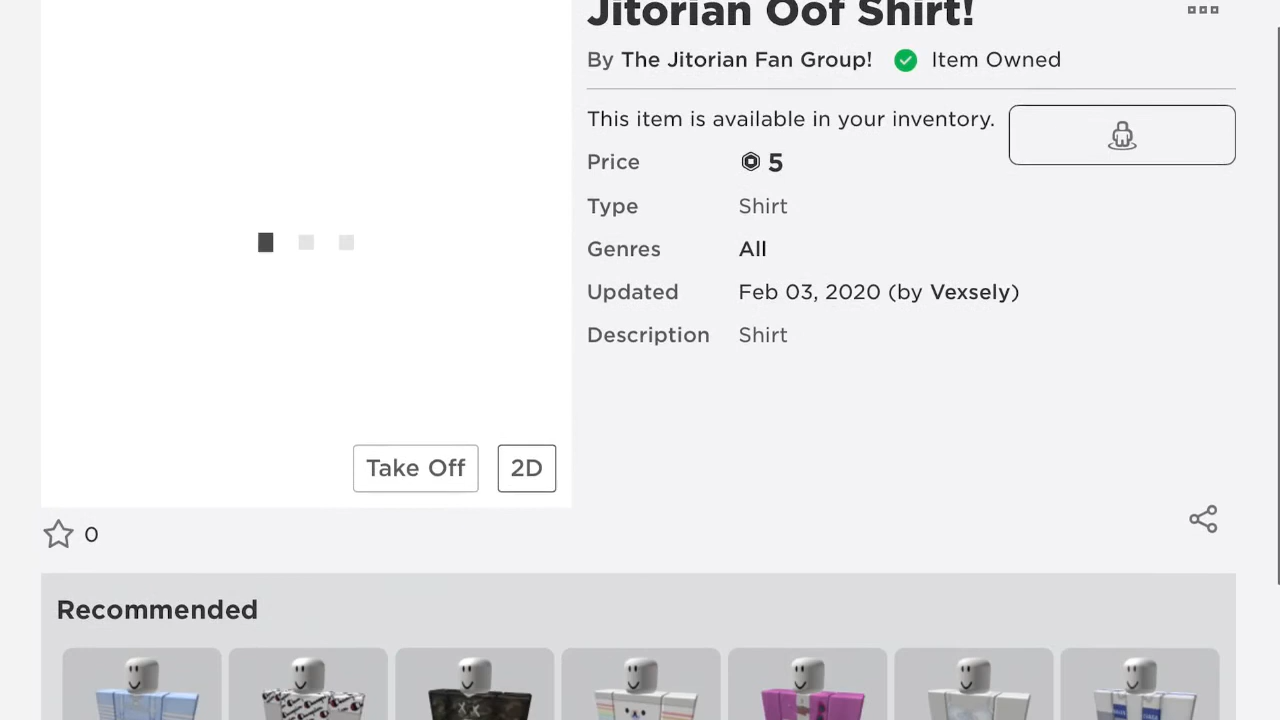 Jitorian Oof Shirt!
By The Jitorian Fan Group! Item Owned
This item is available in your inventory.
Price 5
Type Shirt
Genres All
Updated Feb 03, 2020 (by Vexsely)
Description Shirt
Take Off 2D
0
Recommended